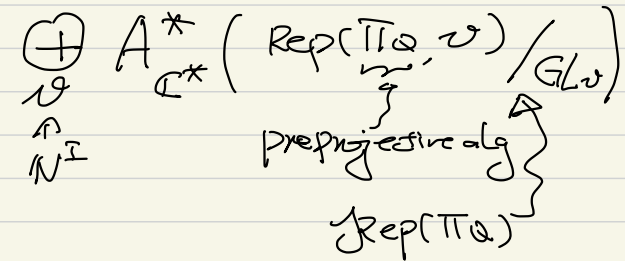 ⊕ A^*_{ℂ^*} ( Rep(Π_Q, v) / GL_v )
v
∈
ℕ^I
preprojective alg
Rep(Π_Q)